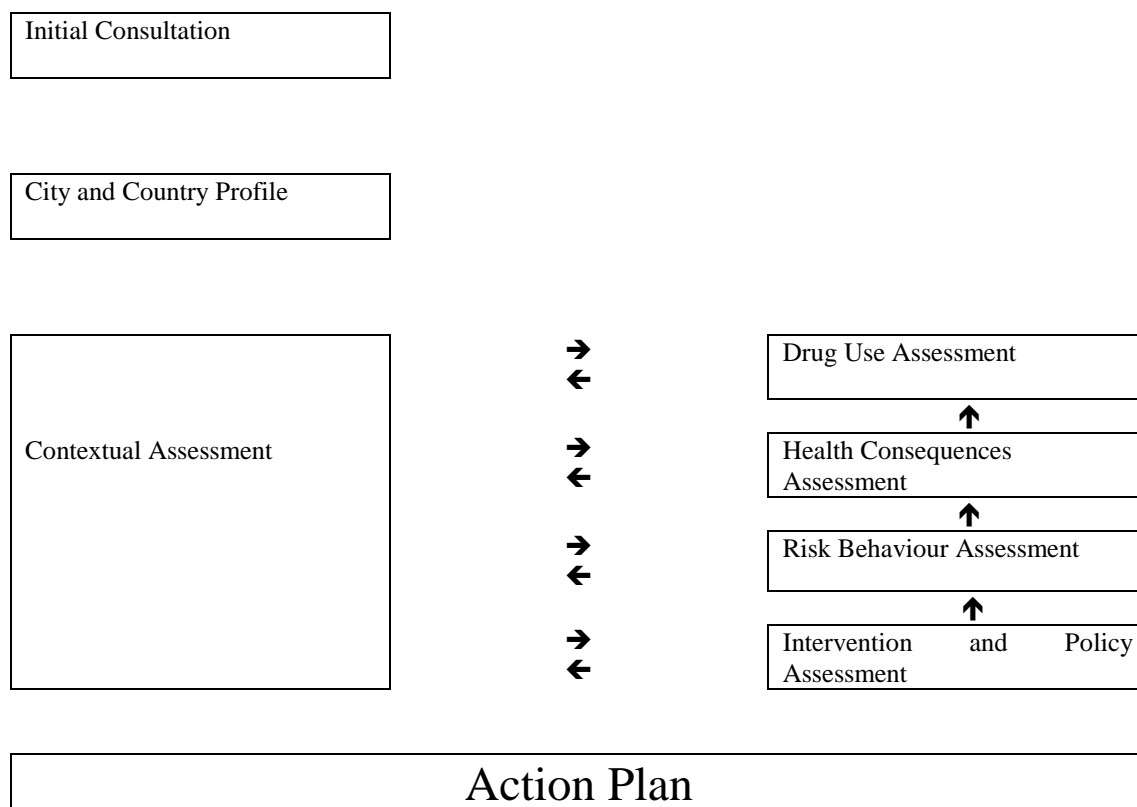 Initial Consultation
City and Country Profile
Contextual Assessment
Drug Use Assessment
Health Consequences
Assessment
Risk Behaviour Assessment
Intervention and Policy
Assessment
Action Plan